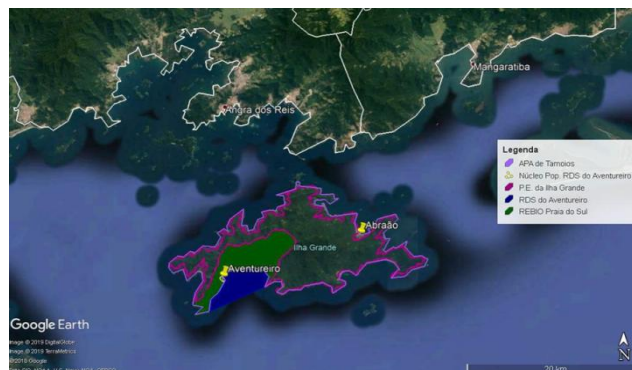 Mangaratiba
Angra dos Reis
Legenda
APA de Tamoios
Núcleo Pop. RDS do Aventureiro
P.E. da Ilha Grande
RDS do Aventureiro
REBIO Praia do Sul
Abraão
Ilha Grande
Aventureiro
Google Earth
Image © 2019 DigitalGlobe
Image © 2019 TerraMetrics
©2018 Google
N
20 km